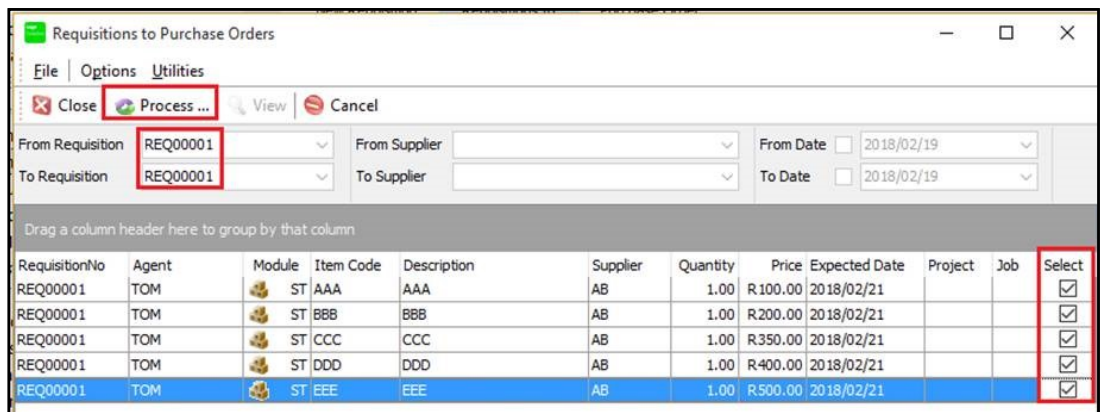 Requisitions to Purchase Orders
File Options Utilities
Close Process ... View Cancel
From Requisition REQ00001 From Supplier From Date 2018/02/19
To Requisition REQ00001 To Supplier To Date 2018/02/19
Drag a column header here to group by that column
RequisitionNo Agent Module Item Code Description Supplier Quantity Price Expected Date Project Job Select
REQ00001 TOM ST AAA AAA AB 1.00 R100.00 2018/02/21
REQ00001 TOM ST BBB BBB AB 1.00 R200.00 2018/02/21
REQ00001 TOM ST CCC CCC AB 1.00 R350.00 2018/02/21
REQ00001 TOM ST DDD DDD AB 1.00 R400.00 2018/02/21
REQ00001 TOM ST EEE EEE AB 1.00 R500.00 2018/02/21